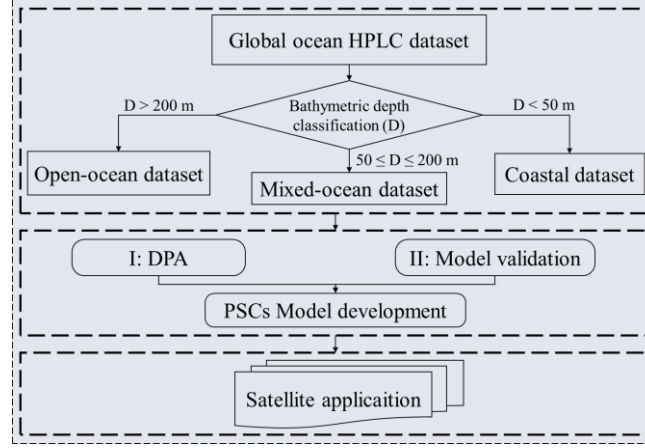 Global ocean HPLC dataset
D > 200 m
Bathymetric depth
classification (D)
D < 50 m
50 ≤ D ≤ 200 m
Open-ocean dataset
Mixed-ocean dataset
Coastal dataset
I: DPA
II: Model validation
PSCs Model development
Satellite applicaition